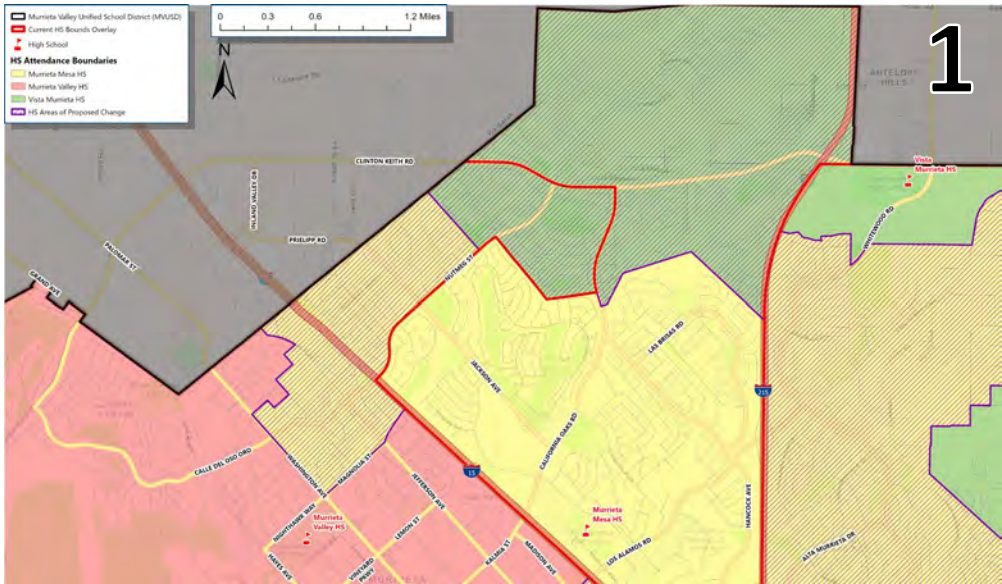 Murrieta Valley Unified School District (MVUSD)
Current HS Bounds Overlay
High School
HS Attendance Boundaries
Murrieta Mesa HS
Murrieta Valley HS
Vista Murrieta HS
HS Areas of Proposed Change
0 0.3 0.6 1.2 Miles
N
1
ANTELOPE
HILLS
CLINTON KEITH RD
Vista
Murrieta HS
INLAND VALLEY DR
WHITEWOOD RD
PRIELIPP RD
PALOMAR ST
NUTMEG ST
GRAND AVE
LAS BRISAS RD
JACKSON AVE
215
CALIFORNIA OAKS RD
CALLE DEL OSO ORO
WASHINGTON AVE
MAGNOLIA ST
15
HANCOCK AVE
JEFFERSON AVE
NIGHTHAWK WAY
Murrieta
Valley HS
LEMON ST
Murrieta
Mesa HS
KALMIA ST
MADISON AVE
LOS ALAMOS RD
ALTA MURRIETA DR
HAYES AVE
VINEYARD
PKWY
MURRIETA